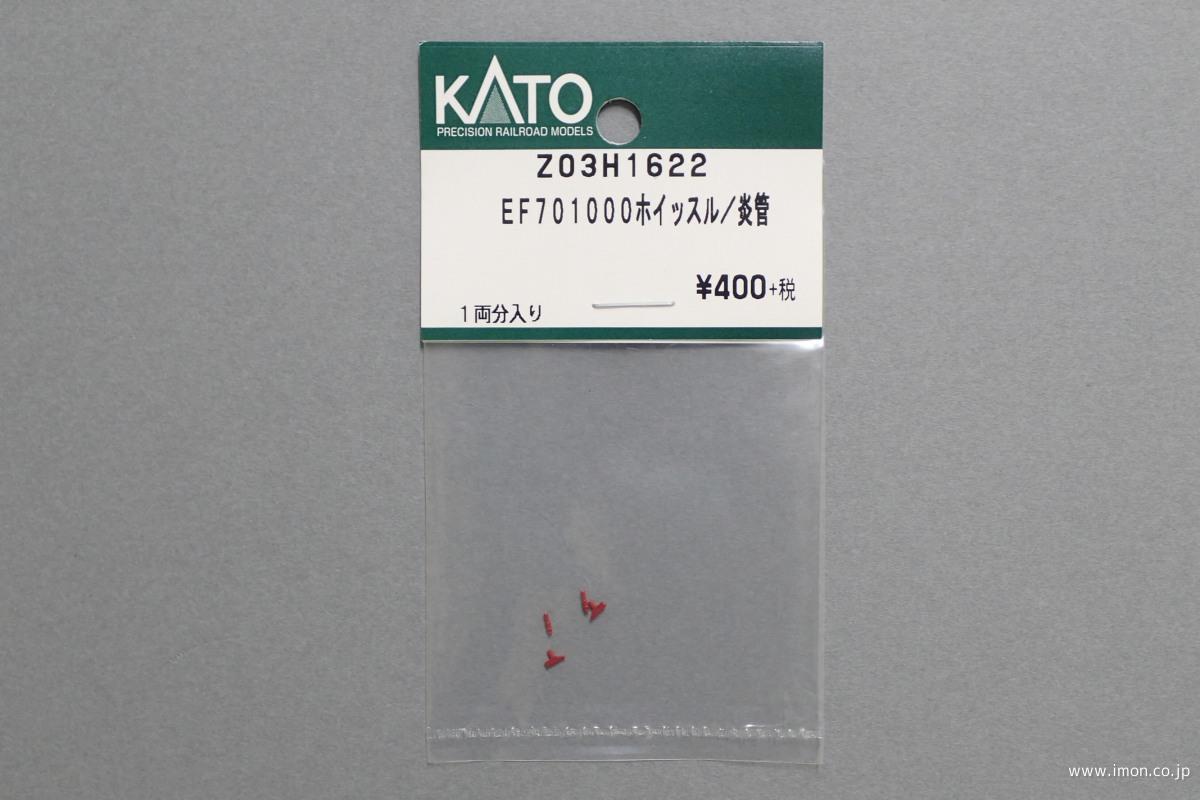 KATO
PRECISION RAILROAD MODELS
Z03H1622
EF701000ホイッスル/炎管
¥400+税
1両分入り
www.imon.co.jp